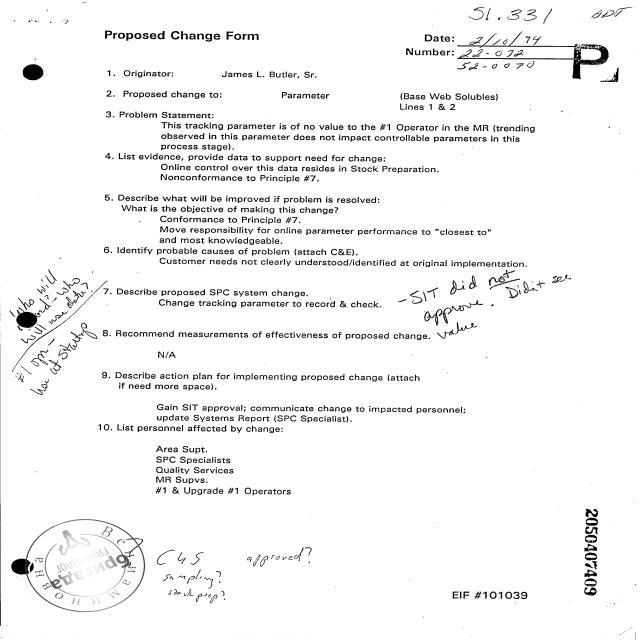 51.331
Proposed Change Form
Date: 2/10/94
Number: 22-072
52-0070
P
1. Originator: James L. Butler, Sr.
2. Proposed change to: Parameter (Base Web Solubles)
Lines 1 & 2
3. Problem Statement:
This tracking parameter is of no value to the #1 Operator in the MR (trending
observed in this parameter does not impact controllable parameters in this
process stage).
4. List evidence, provide data to support need for change:
Online control over this data resides in Stock Preparation.
Nonconformance to Principle #7.
5. Describe what will be improved if problem is resolved:
What is the objective of making this change?
Conformance to Principle #7.
Move responsibility for online parameter performance to "closest to"
and most knowledgeable.
6. Identify probable causes of problem (attach C&E).
Customer needs not clearly understood/identified at original implementation.
Who will
? Who
will use data?
#1 opr -
has at startup
7. Describe proposed SPC system change.
Change tracking parameter to record & check.
- SIT did not
approve. Didn't see
value
8. Recommend measurements of effectiveness of proposed change.
N/A
9. Describe action plan for implementing proposed change (attach
if need more space).
Gain SIT approval; communicate change to impacted personnel;
update Systems Report (SPC Specialist).
10. List personnel affected by change:
Area Supt.
SPC Specialists
Quality Services
MR Supvs.
#1 & Upgrade #1 Operators
2050407409
Вениаминовна
бригада
C4S approved?
sampling?
stock prep?
EIF #101039